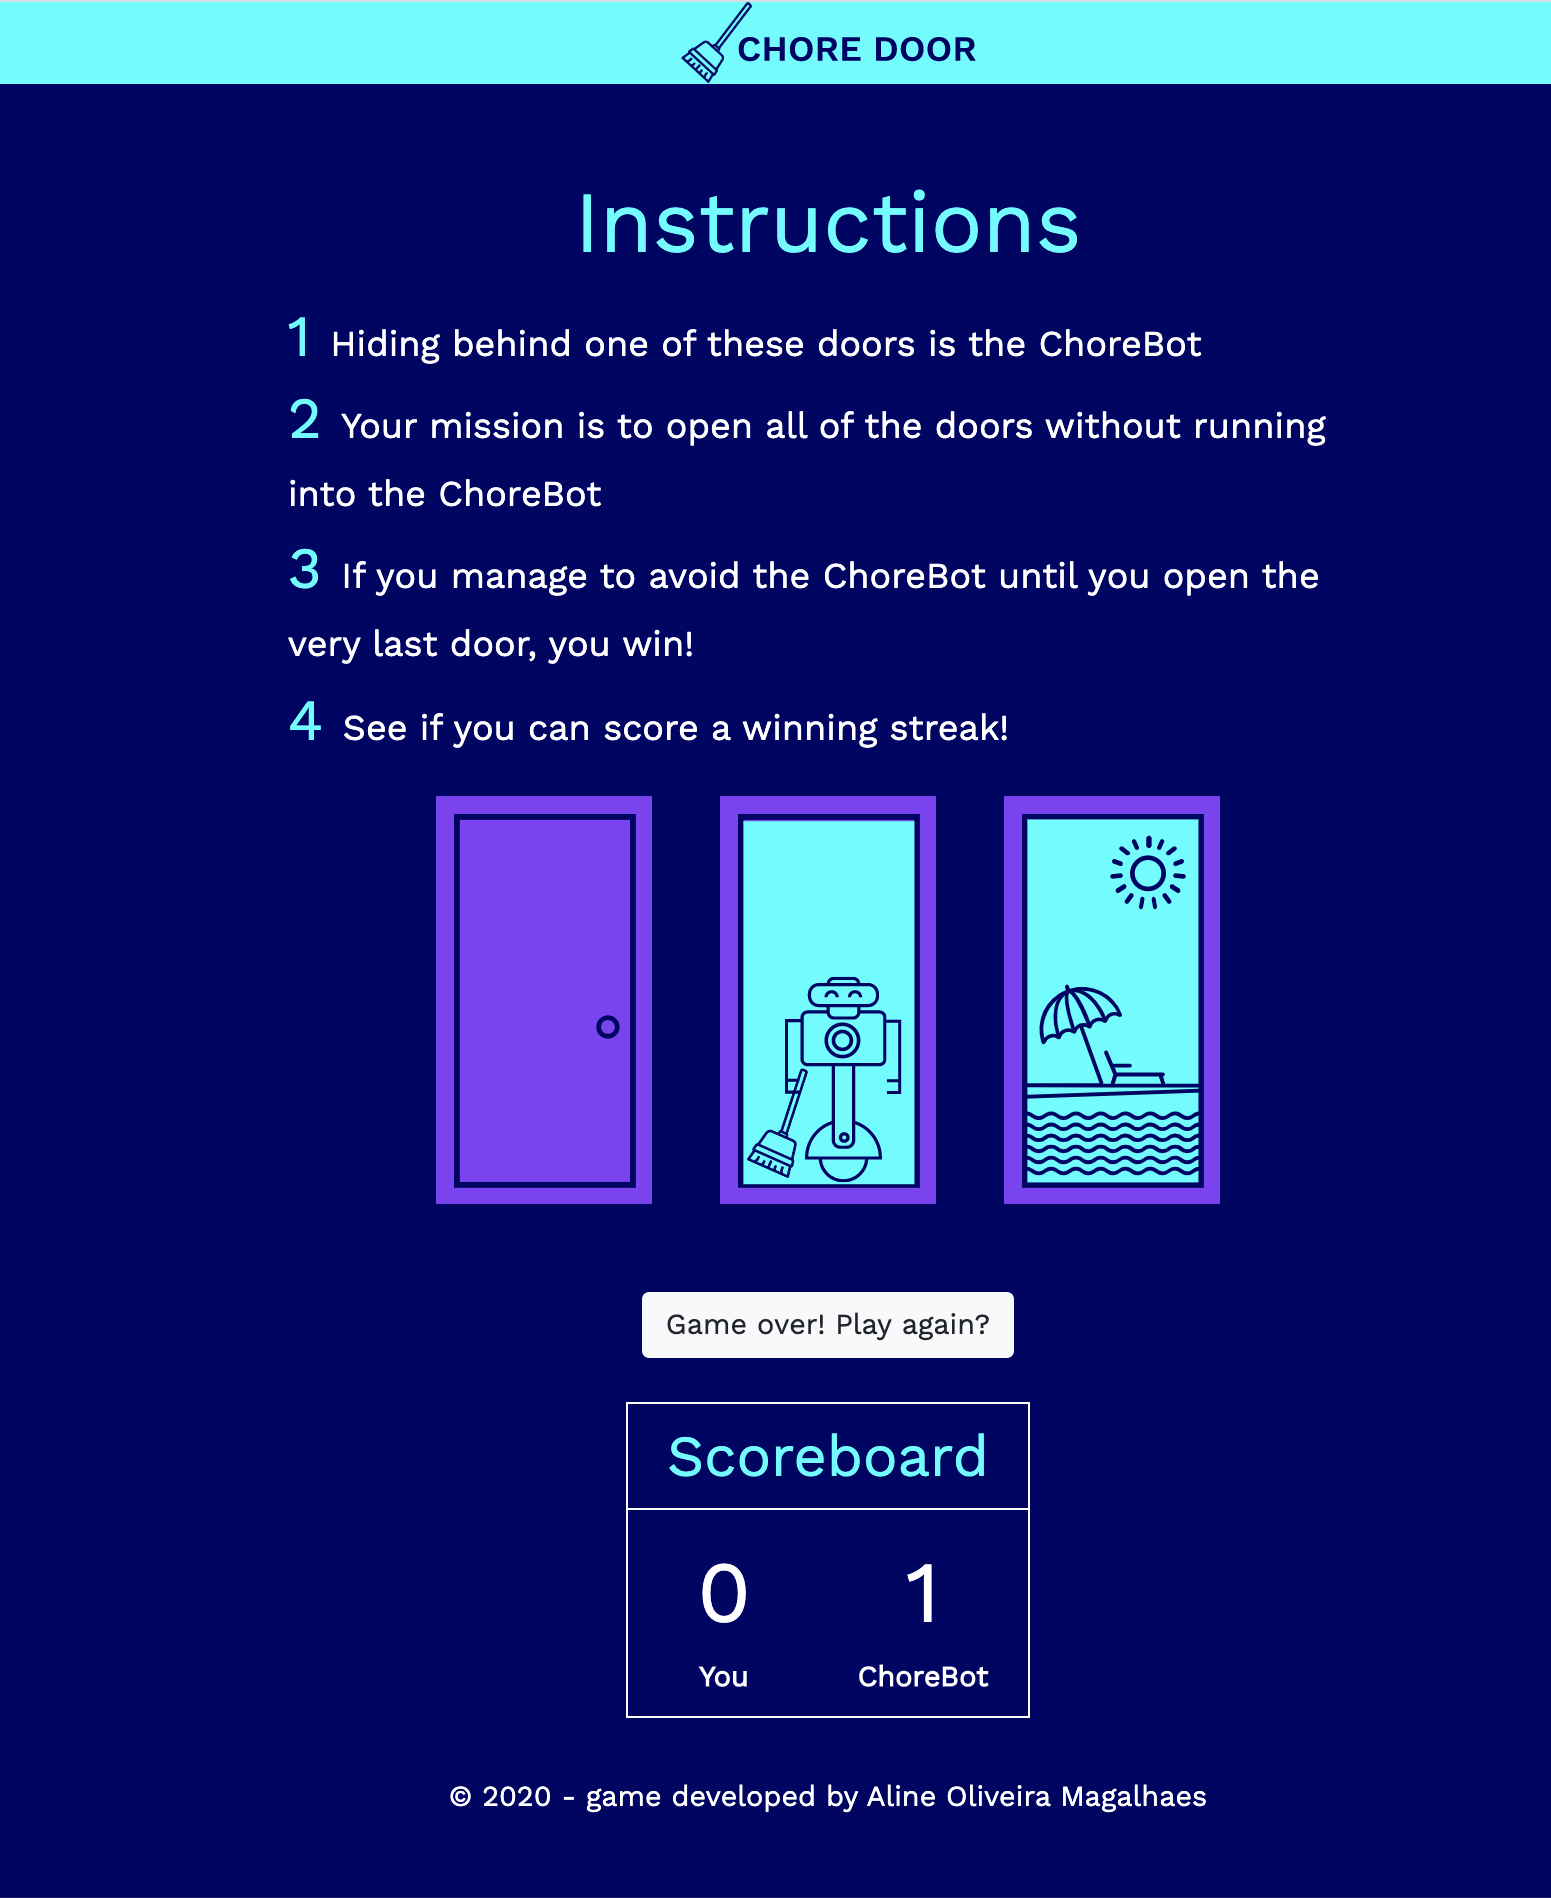 CHORE DOOR
Instructions
1 Hiding behind one of these doors is the ChoreBot
2 Your mission is to open all of the doors without running
into the ChoreBot
3 If you manage to avoid the ChoreBot until you open the
very last door, you win!
4 See if you can score a winning streak!
Game over! Play again?
Scoreboard
0 1
You ChoreBot
© 2020 - game developed by Aline Oliveira Magalhaes